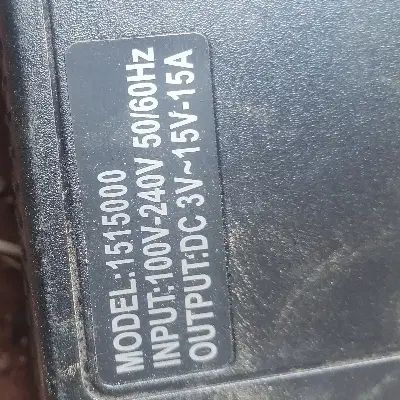 MODEL:1515000
INPUT:100V-240V 50/60Hz
OUTPUT:DC 3V~15V-15A